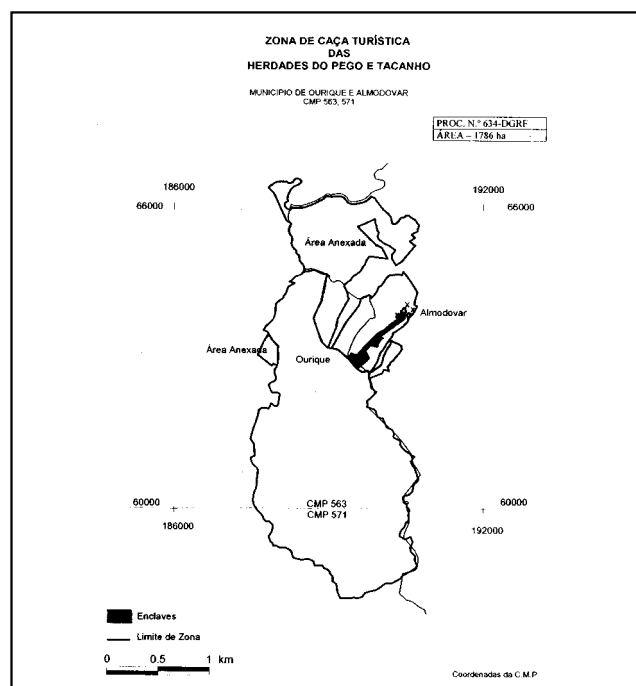 ZONA DE CAÇA TURÍSTICA
DAS
HERDADES DO PEGO E TACANHO
MUNICIPIO DE OURIQUE E ALMODOVAR
CMP 563, 571
PROC. N.º 634-DGRF
ÁREA – 1786 ha
186000
192000
66000
66000
Área Anexada
Almodovar
Área Anexada
Ourique
60000
CMP 563
60000
CMP 571
186000
192000
Enclaves
Limite de Zona
0 0.5 1 km
Coordenadas da C.M.P